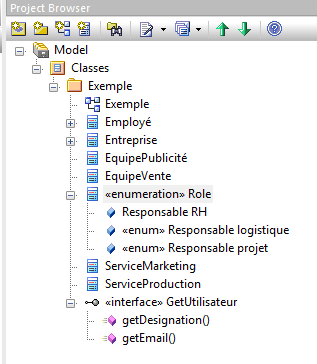 Project Browser
Model
Classes
Exemple
Exemple
Employé
Entreprise
EquipePublicité
EquipeVente
«enumeration» Role
Responsable RH
«enum» Responsable logistique
«enum» Responsable projet
ServiceMarketing
ServiceProduction
«interface» GetUtilisateur
getDesignation()
getEmail()